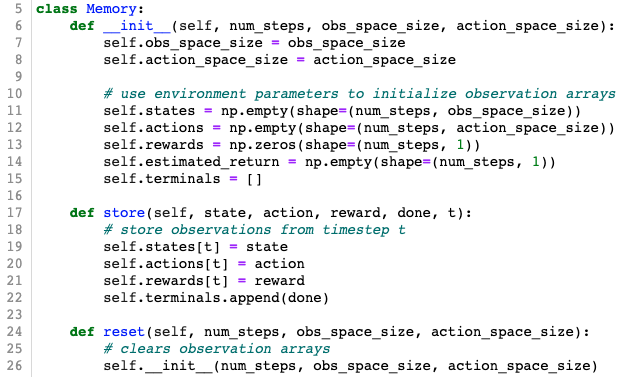 5 class Memory:
6     def __init__(self, num_steps, obs_space_size, action_space_size):
7         self.obs_space_size = obs_space_size
8         self.action_space_size = action_space_size
9
10         # use environment parameters to initialize observation arrays
11         self.states = np.empty(shape=(num_steps, obs_space_size))
12         self.actions = np.empty(shape=(num_steps, action_space_size))
13         self.rewards = np.zeros(shape=(num_steps, 1))
14         self.estimated_return = np.empty(shape=(num_steps, 1))
15         self.terminals = []
16
17     def store(self, state, action, reward, done, t):
18         # store observations from timestep t
19         self.states[t] = state
20         self.actions[t] = action
21         self.rewards[t] = reward
22         self.terminals.append(done)
23
24     def reset(self, num_steps, obs_space_size, action_space_size):
25         # clears observation arrays
26         self.__init__(num_steps, obs_space_size, action_space_size)